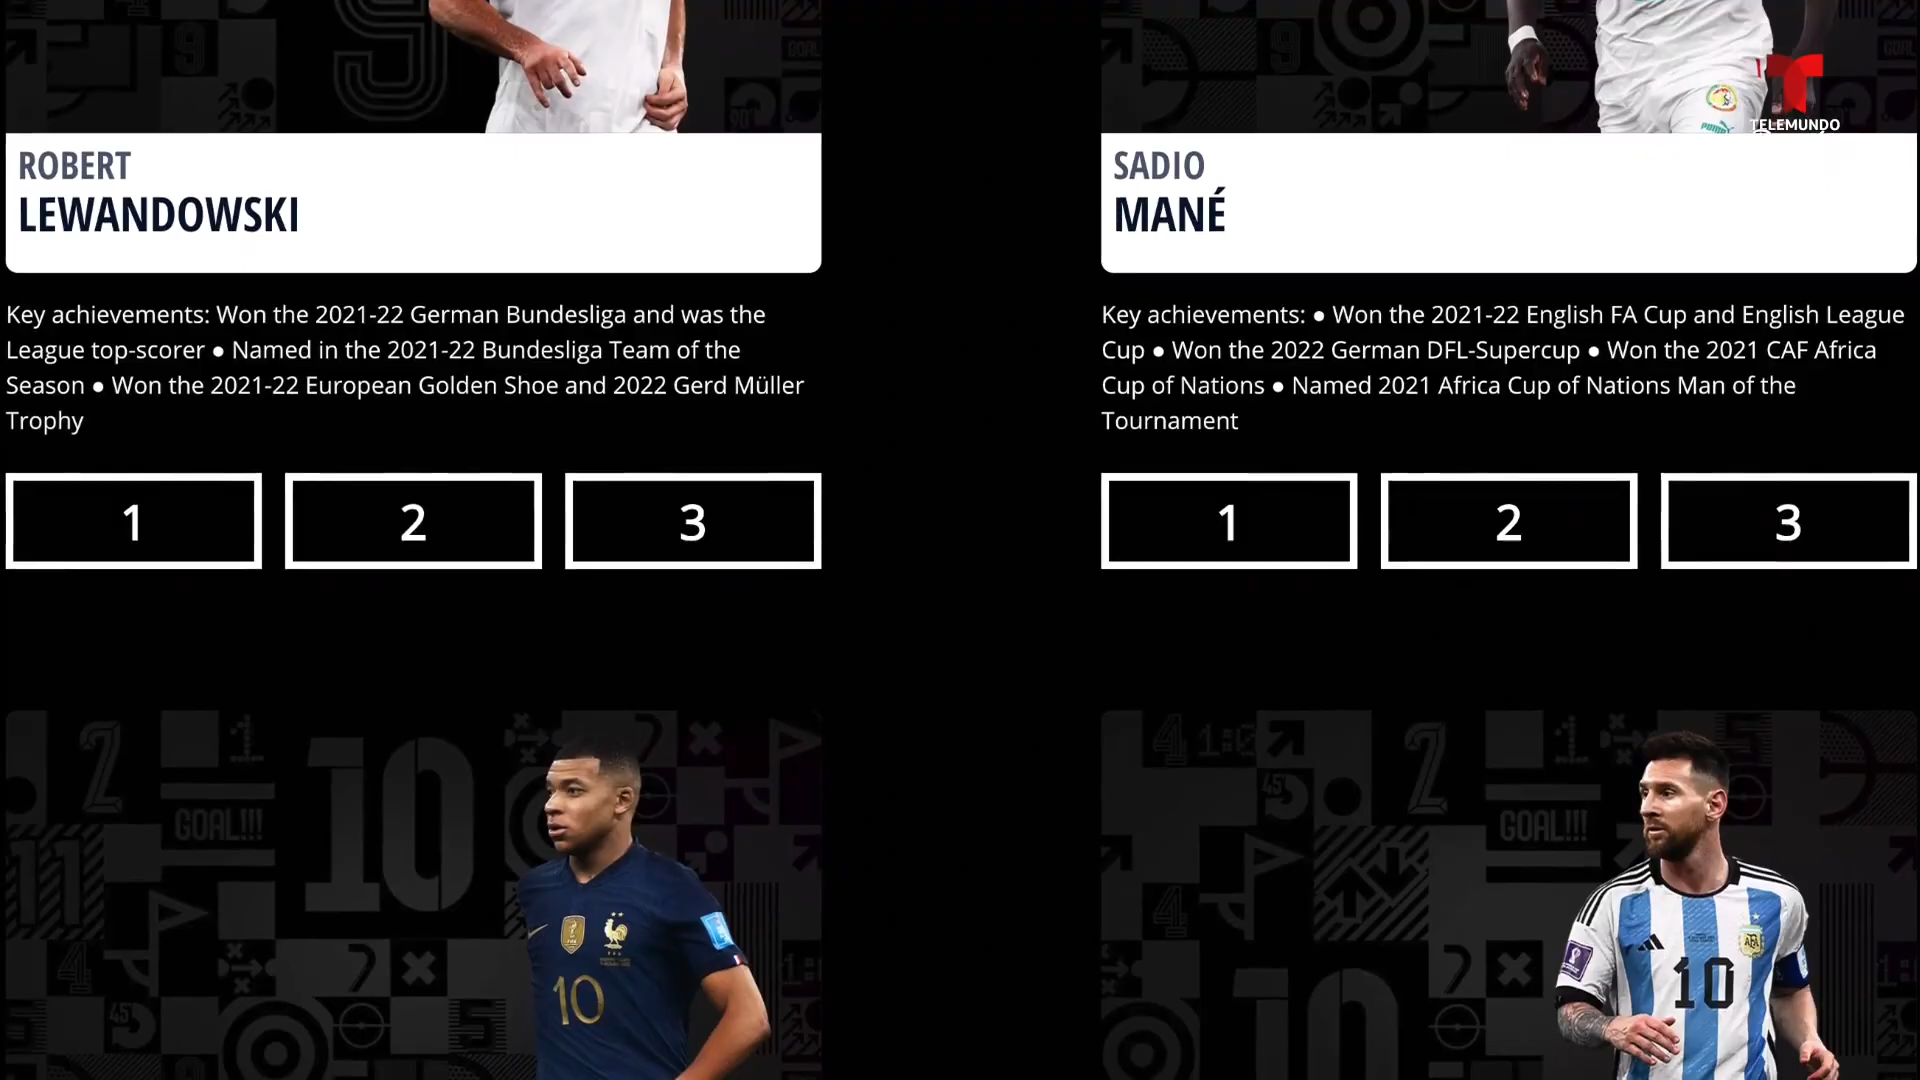 TELEMUNDO
ROBERT
LEWANDOWSKI
Key achievements: Won the 2021-22 German Bundesliga and was the
League top-scorer ● Named in the 2021-22 Bundesliga Team of the
Season ● Won the 2021-22 European Golden Shoe and 2022 Gerd Müller
Trophy
1 2 3
SADIO
MANÉ
Key achievements: ● Won the 2021-22 English FA Cup and English League
Cup ● Won the 2022 German DFL-Supercup ● Won the 2021 CAF Africa
Cup of Nations ● Named 2021 Africa Cup of Nations Man of the
Tournament
1 2 3
GOAL!!!
10
10
GOAL!!!
10
10